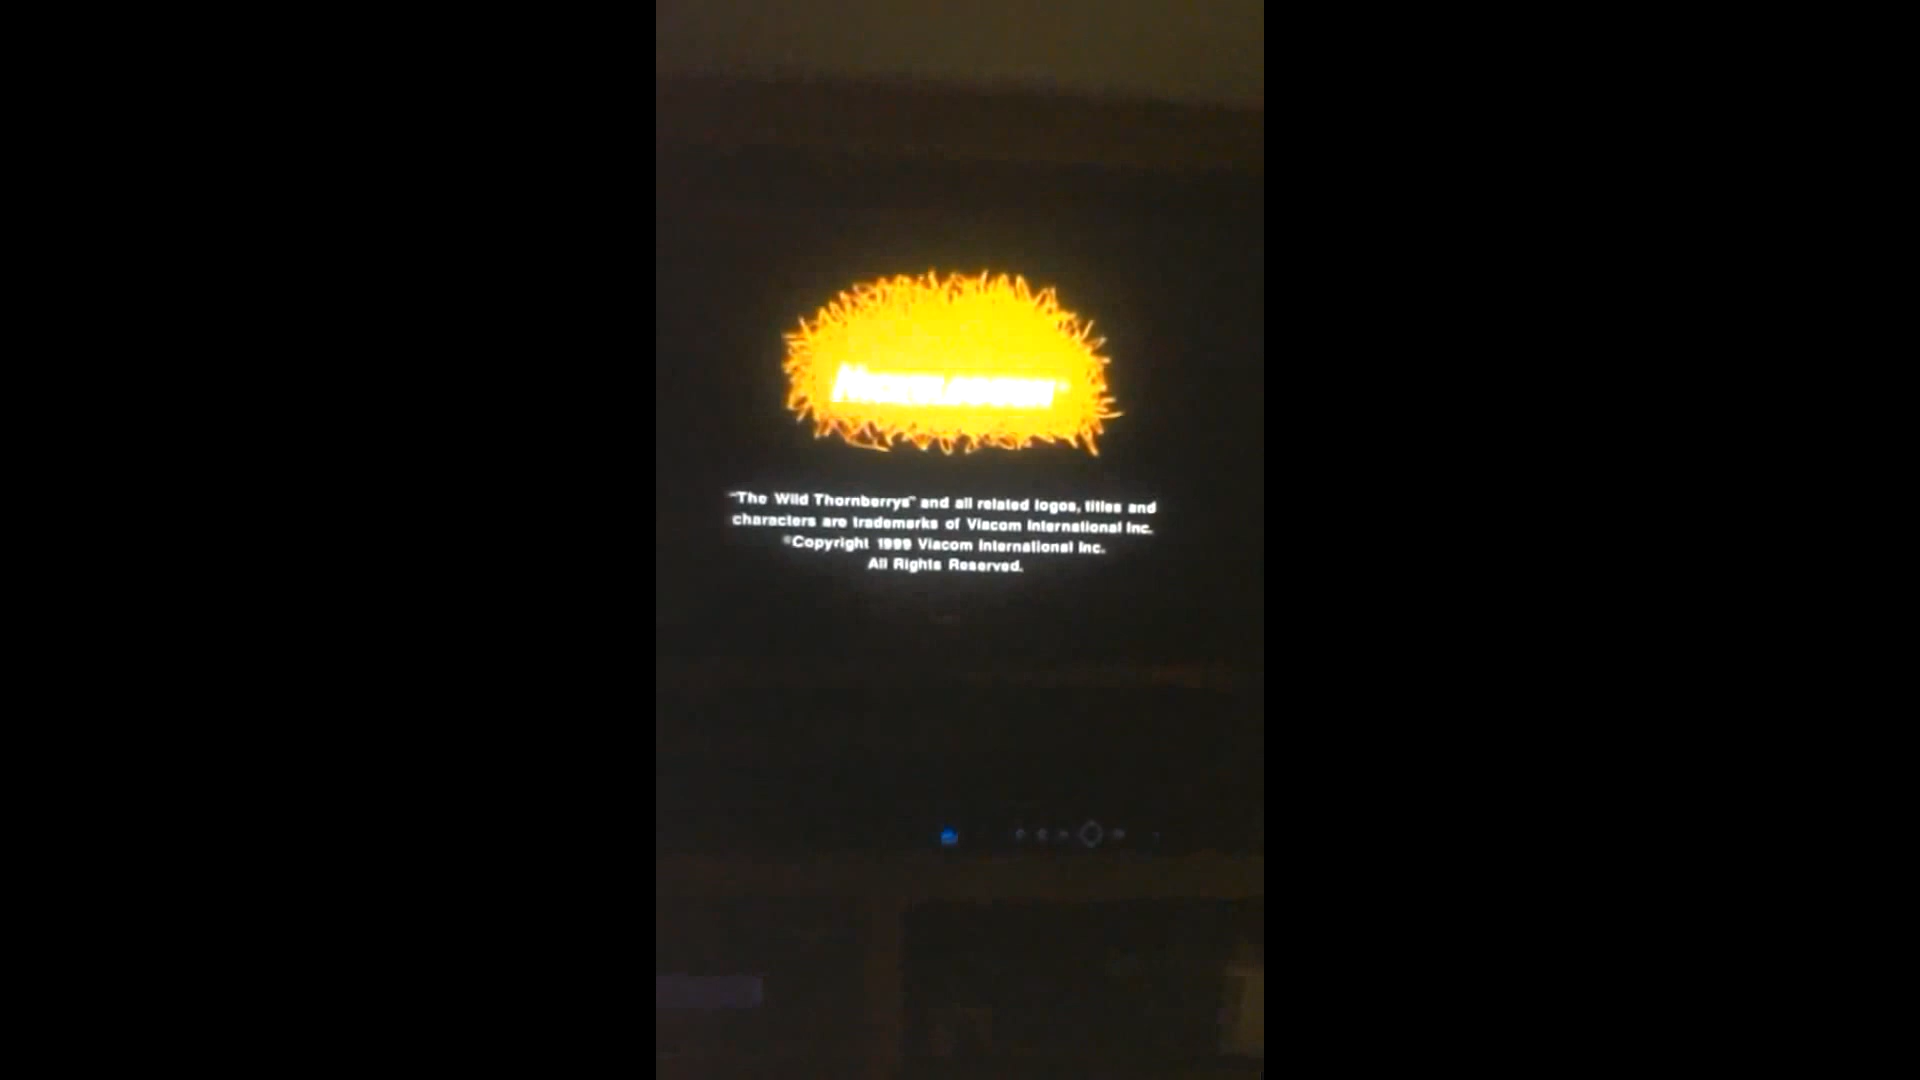 NICKELODEON
"The Wild Thornberrys" and all related logos, titles and
characters are trademarks of Viacom International Inc.
©Copyright 1999 Viacom International Inc.
All Rights Reserved.